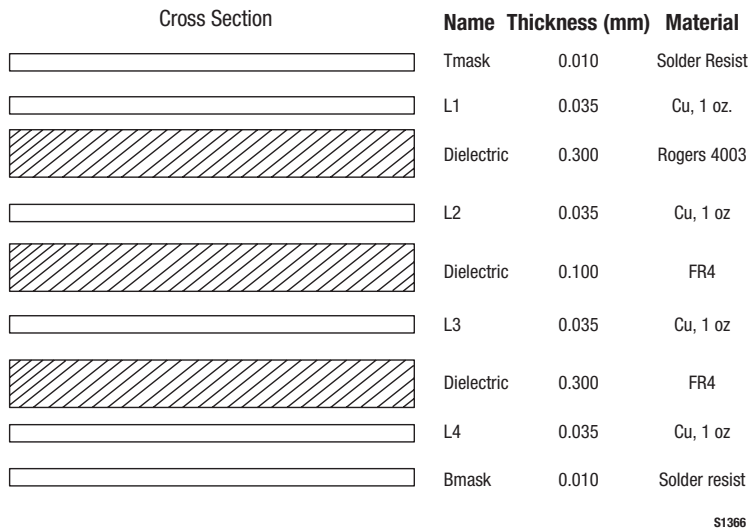 Cross Section Name Thickness (mm) Material
Tmask 0.010 Solder Resist
L1 0.035 Cu, 1 oz.
Dielectric 0.300 Rogers 4003
L2 0.035 Cu, 1 oz
Dielectric 0.100 FR4
L3 0.035 Cu, 1 oz
Dielectric 0.300 FR4
L4 0.035 Cu, 1 oz
Bmask 0.010 Solder resist
S1366